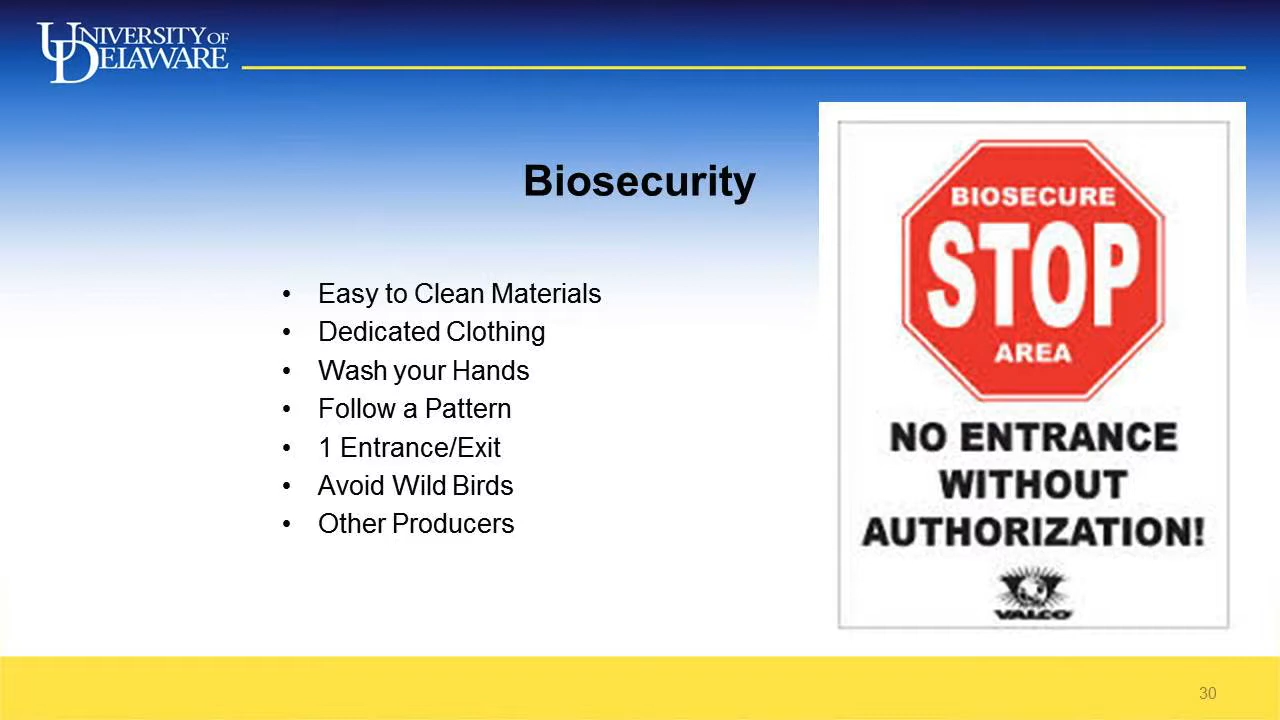 UNIVERSITY OF
DELAWARE
Biosecurity
• Easy to Clean Materials
• Dedicated Clothing
• Wash your Hands
• Follow a Pattern
• 1 Entrance/Exit
• Avoid Wild Birds
• Other Producers
BIOSECURE
STOP
AREA
NO ENTRANCE
WITHOUT
AUTHORIZATION!
VALCO
30